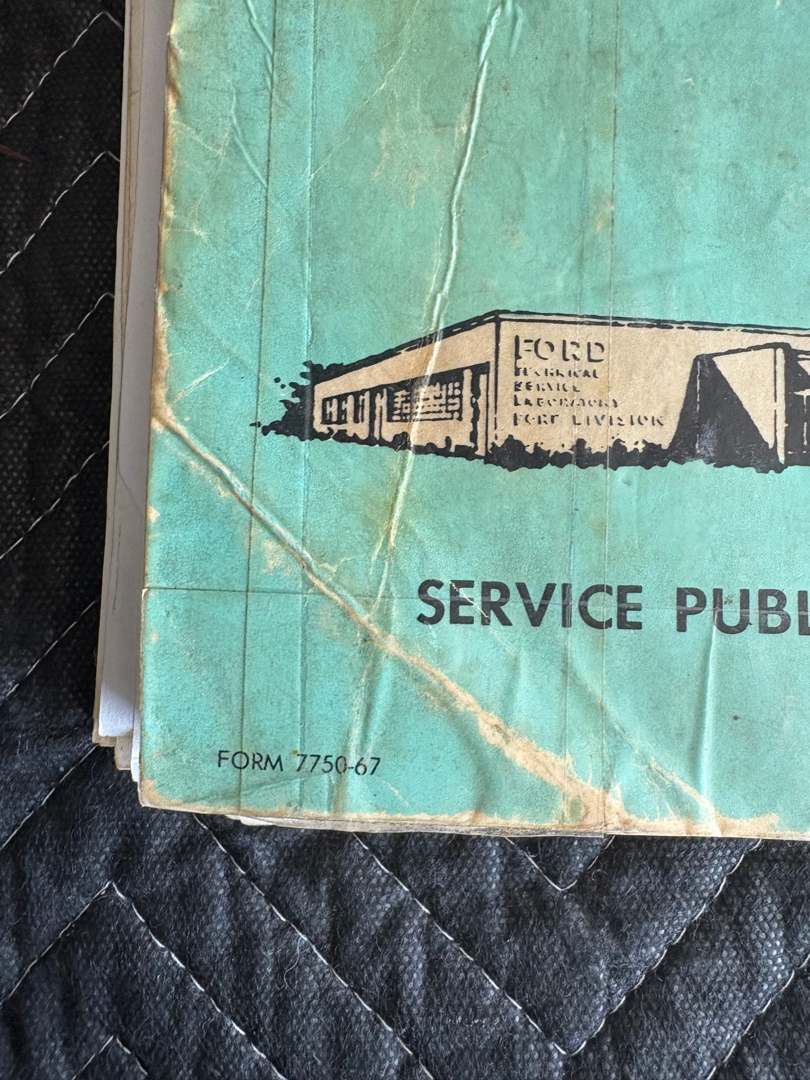 FORD
TECHNICAL
SERVICE
LABORATORY
FORD DIVISION
SERVICE PUBL
FORM 7750-67